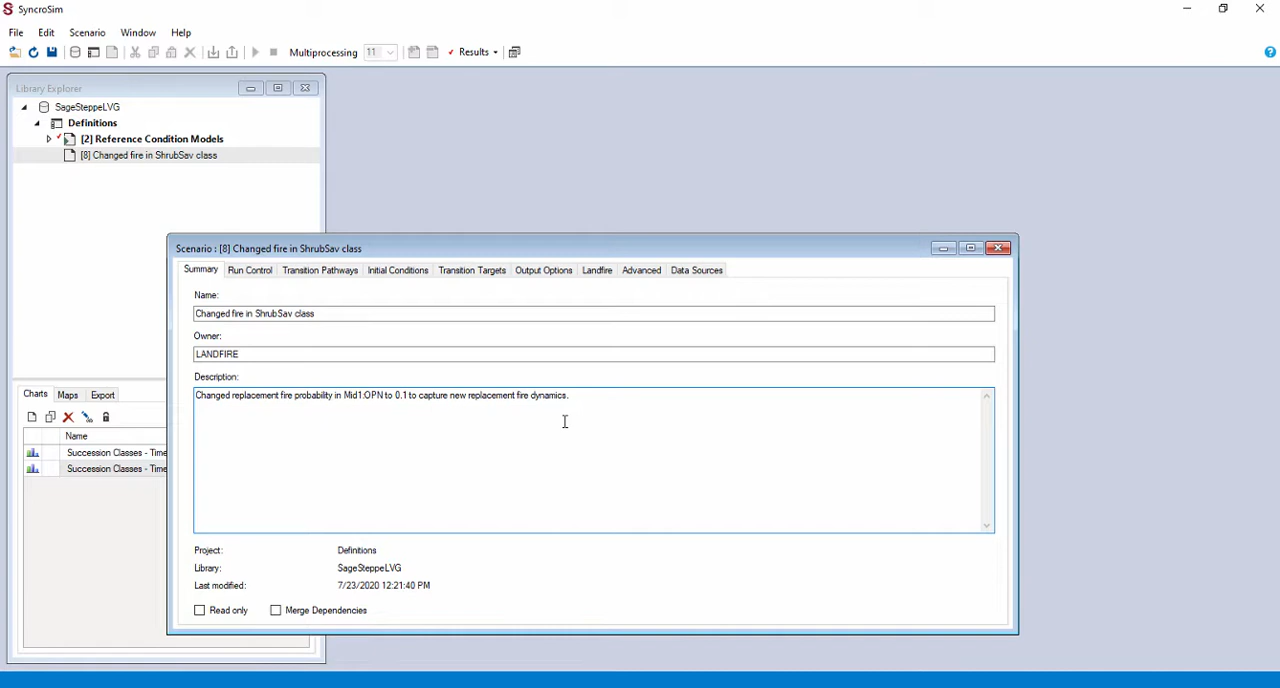 SyncroSim
File Edit Scenario Window Help
Multiprocessing 11 Results
Library Explorer
SageSteppeLVG
Definitions
[2] Reference Condition Models
[8] Changed fire in ShrubSav class
Scenario : [8] Changed fire in ShrubSav class
Summary Run Control Transition Pathways Initial Conditions Transition Targets Output Options Landfire Advanced Data Sources
Name:
Changed fire in ShrubSav class
Owner:
LANDFIRE
Description:
Changed replacement fire probability in Mid1:OPN to 0.1 to capture new replacement fire dynamics.
Charts Maps Export
Name
Succession Classes - Time
Succession Classes - Time
Project: Definitions
Library: SageSteppeLVG
Last modified: 7/23/2020 12:21:40 PM
Read only Merge Dependencies